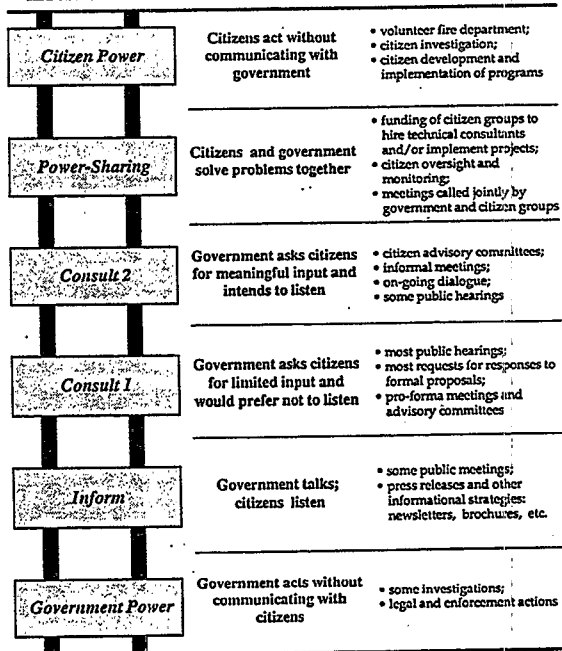 Citizen Power
Citizens act without
communicating with
government
• volunteer fire department;
• citizen investigation;
• citizen development and
implementation of programs
Power-Sharing
Citizens and government
solve problems together
• funding of citizen groups to
hire technical consultants
and/or implement projects;
• citizen oversight and
monitoring;
• meetings called jointly by
government and citizen groups
Consult 2
Government asks citizens
for meaningful input and
intends to listen
• citizen advisory committees;
• informal meetings;
• on-going dialogue;
• some public hearings
Consult 1
Government asks citizens
for limited input and
would prefer not to listen
• most public hearings;
• most requests for responses to
formal proposals;
• pro-forma meetings and
advisory committees
Inform
Government talks;
citizens listen
• some public meetings;
• press releases and other
informational strategies:
newsletters, brochures, etc.
Government Power
Government acts without
communicating with
citizens
• some investigations;
• legal and enforcement actions